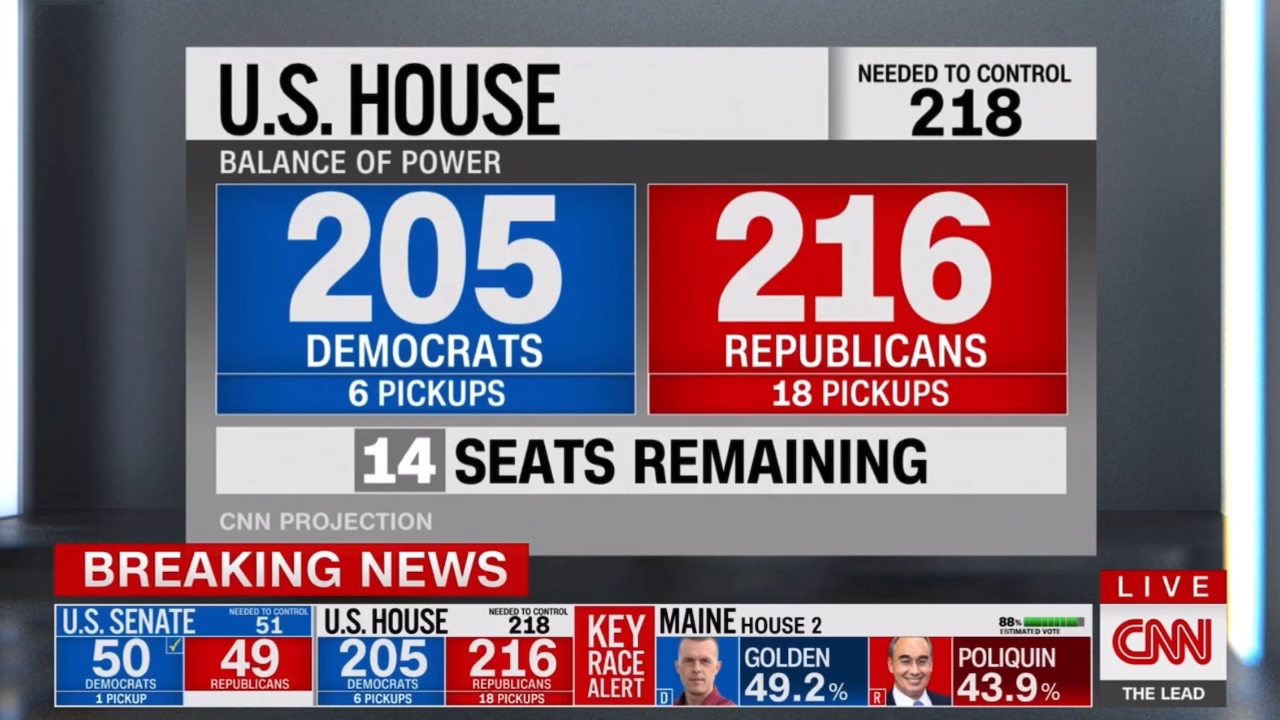 U.S. HOUSE
NEEDED TO CONTROL
218
BALANCE OF POWER
205
DEMOCRATS
6 PICKUPS
216
REPUBLICANS
18 PICKUPS
14 SEATS REMAINING
CNN PROJECTION
BREAKING NEWS
U.S. SENATE
NEEDED TO CONTROL
51
50
DEMOCRATS
1 PICKUP
49
REPUBLICANS
U.S. HOUSE
NEEDED TO CONTROL
218
205
DEMOCRATS
6 PICKUPS
216
REPUBLICANS
18 PICKUPS
KEY
RACE
ALERT
MAINE HOUSE 2
88%
ESTIMATED VOTE
D
GOLDEN
49.2%
R
POLIQUIN
43.9%
LIVE
CNN
THE LEAD